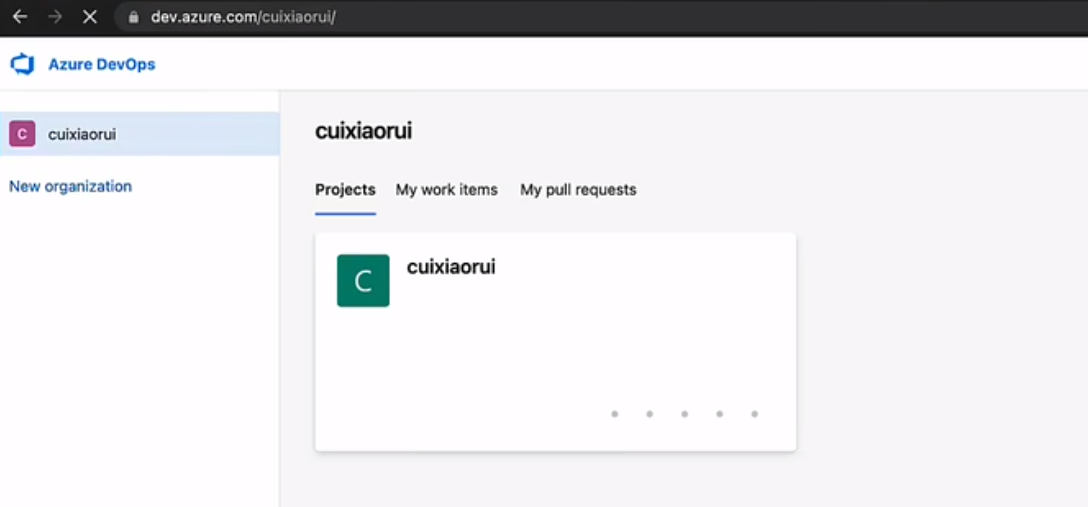 dev.azure.com/cuixiaorui/
Azure DevOps
C cuixiaorui
New organization
cuixiaorui
Projects My work items My pull requests
C cuixiaorui